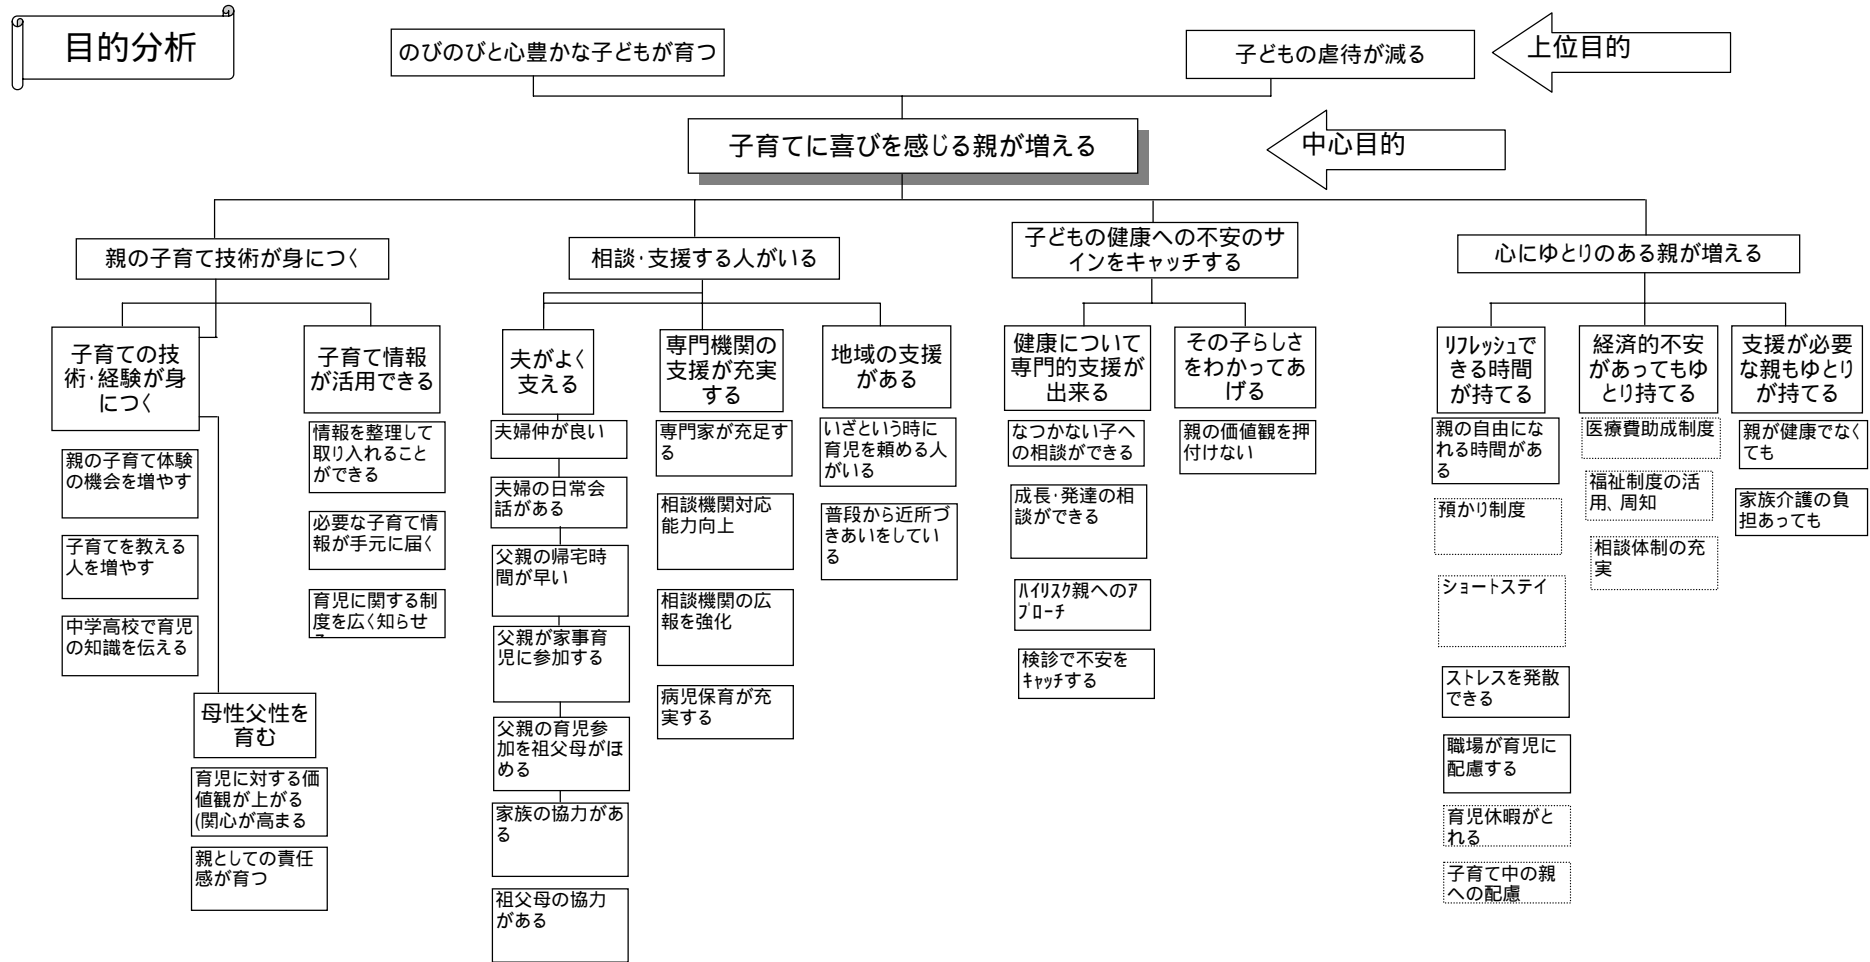 目的分析
のびのびと心豊かな子どもが育つ
子どもの虐待が減る
上位目的
子育てに喜びを感じる親が増える
中心目的
親の子育て技術が身につく
相談・支援する人がいる
子どもの健康への不安のサ
インをキャッチする
心にゆとりのある親が増える
子育ての技
術・経験が身
につく
子育て情報
が活用できる
夫がよく
支える
専門機関の
支援が充実
する
地域の支援
がある
健康について
専門的支援が
出来る
その子らしさ
をわかってあ
げる
ﾘﾌﾚｯｼｭで
きる時間
が持てる
経済的不安
があってもゆ
とり持てる
支援が必要
な親もゆとり
が持てる
親の子育て体験
の機会を増やす
子育てを教える
人を増やす
中学高校で育児
の知識を伝える
母性父性を
育む
育児に対する価
値観が上がる
(関心が高まる
親としての責任
感が育つ
情報を整理して
取り入れること
ができる
必要な子育て情
報が手元に届く
育児に関する制
度を広く知らせ
夫婦仲が良い
夫婦の日常会
話がある
父親の帰宅時
間が早い
父親が家事育
児に参加する
父親の育児参
加を祖父母がほ
める
家族の協力があ
る
祖父母の協力
がある
専門家が充足す
る
相談機関対応
能力向上
相談機関の広
報を強化
病児保育が充
実する
いざという時に
育児を頼める人
がいる
普段から近所づ
きあいをしてい
る
なつかない子へ
の相談ができる
成長・発達の相
談ができる
ﾊｲﾘｽｸ親へのア
ﾌﾟﾛｰﾁ
検診で不安を
ｷｬｯﾁする
親の価値観を押
付けない
親の自由にな
れる時間があ
る
預かり制度
ショートステイ
ストレスを発散
できる
職場が育児に
配慮する
育児休暇がと
れる
子育て中の親
への配慮
医療費助成制度
福祉制度の活
用、周知
相談体制の充
実
親が健康でなく
ても
家族介護の負
担あっても